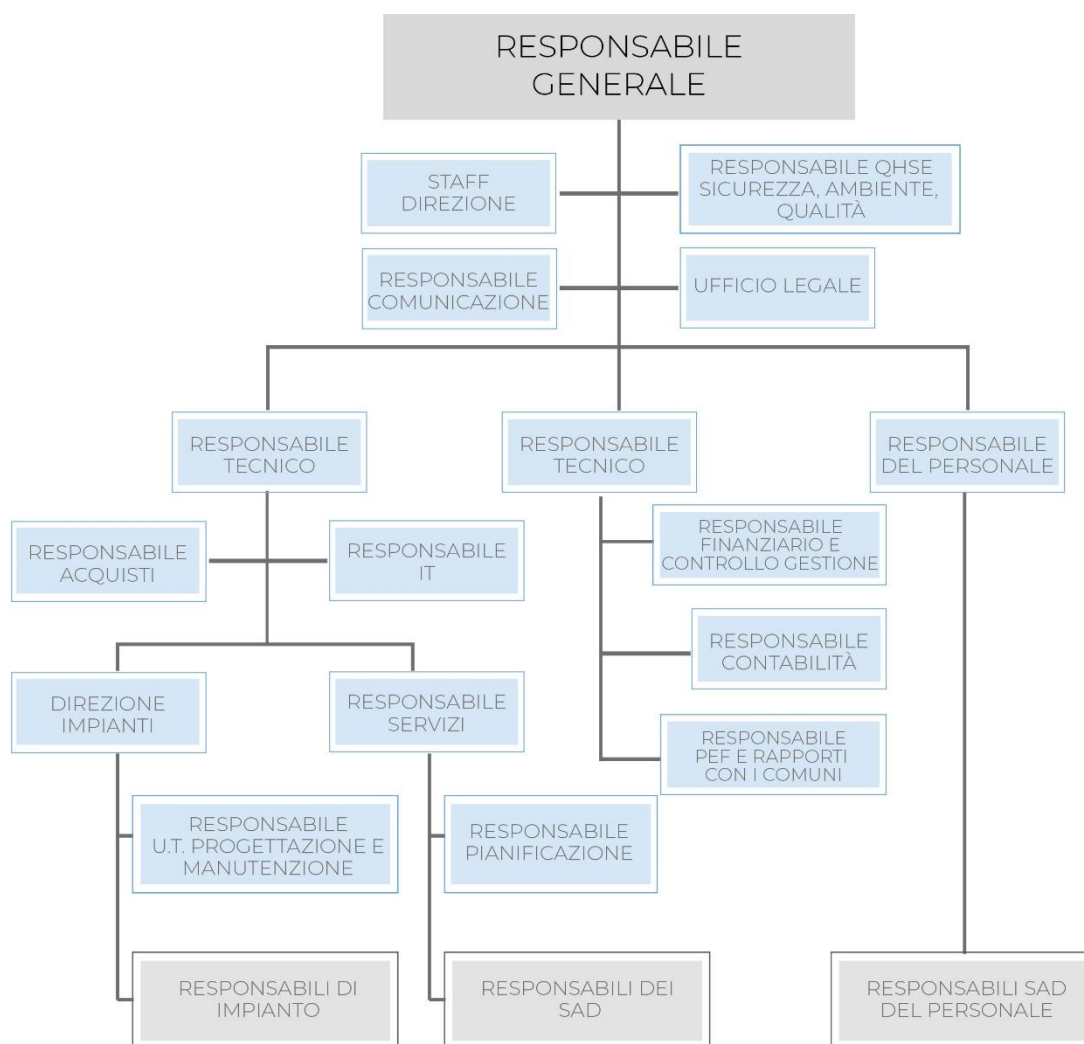 RESPONSABILE
GENERALE
STAFF
DIREZIONE
RESPONSABILE QHSE
SICUREZZA, AMBIENTE,
QUALITÀ
RESPONSABILE
COMUNICAZIONE
UFFICIO LEGALE
RESPONSABILE
TECNICO
RESPONSABILE
TECNICO
RESPONSABILE
DEL PERSONALE
RESPONSABILE
ACQUISTI
RESPONSABILE
IT
RESPONSABILE
FINANZIARIO E
CONTROLLO GESTIONE
RESPONSABILE
CONTABILITÀ
DIREZIONE
IMPIANTI
RESPONSABILE
SERVIZI
RESPONSABILE
PEF E RAPPORTI
CON I COMUNI
RESPONSABILE
U.T. PROGETTAZIONE E
MANUTENZIONE
RESPONSABILE
PIANIFICAZIONE
RESPONSABILI DI
IMPIANTO
RESPONSABILI DEI
SAD
RESPONSABILI SAD
DEL PERSONALE